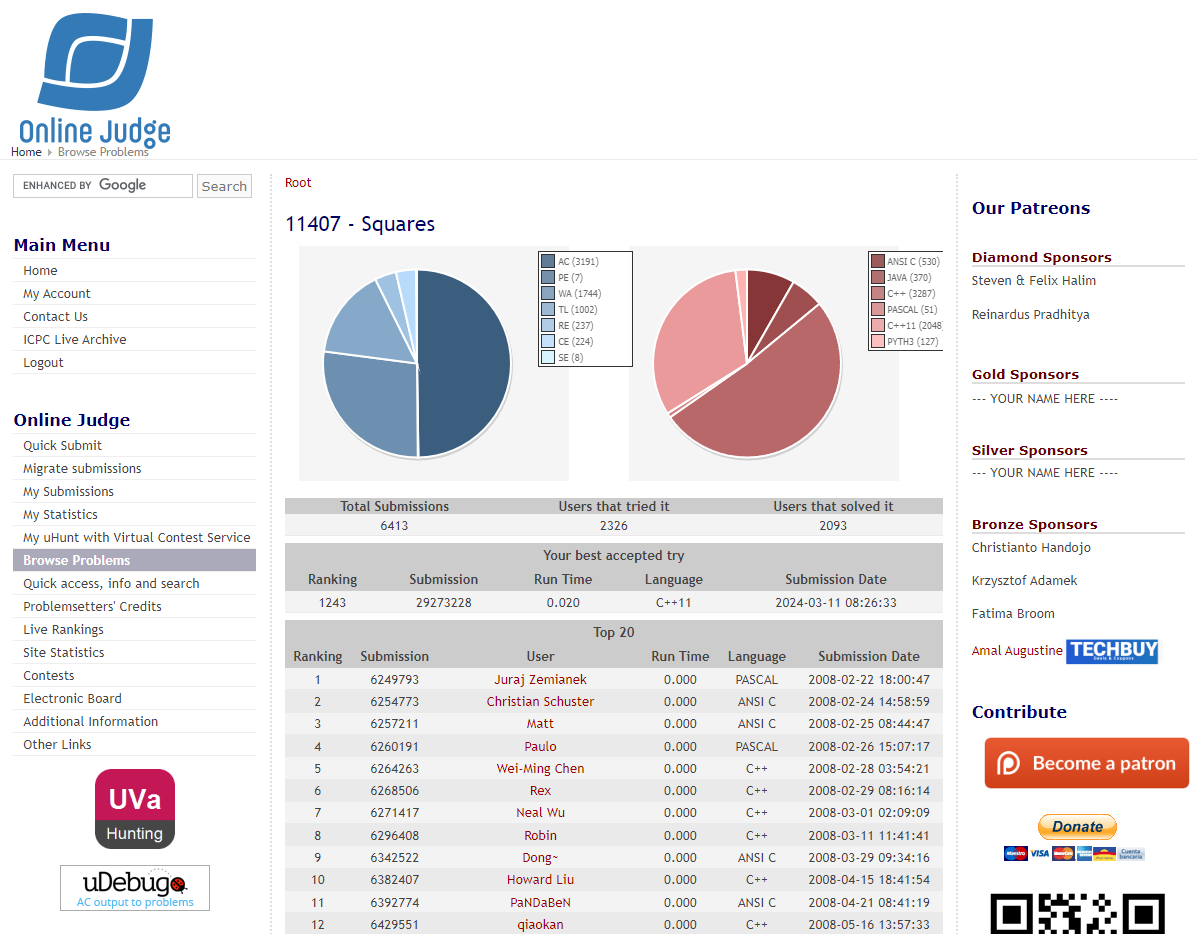 Online Judge
Home Browse Problems
ENHANCED BY Google Search
Main Menu
Home
My Account
Contact Us
ICPC Live Archive
Logout
Online Judge
Quick Submit
Migrate submissions
My Submissions
My Statistics
My uHunt with Virtual Contest Service
Browse Problems
Quick access, info and search
Problemsetters' Credits
Live Rankings
Site Statistics
Contests
Electronic Board
Additional Information
Other Links
UVa
Hunting
uDebug
AC output to problems
Root
11407 - Squares
AC (3191)
PE (7)
WA (1744)
TL (1002)
RE (237)
CE (224)
SE (8)
ANSI C (530)
JAVA (370)
C++ (3287)
PASCAL (51)
C++11 (2048)
PYTH3 (127)
Total Submissions Users that tried it Users that solved it
6413 2326 2093
Your best accepted try
Ranking Submission Run Time Language Submission Date
1243 29273228 0.020 C++11 2024-03-11 08:26:33
Top 20
Ranking Submission User Run Time Language Submission Date
1 6249793 Juraj Zemianek 0.000 PASCAL 2008-02-22 18:00:47
2 6254773 Christian Schuster 0.000 ANSI C 2008-02-24 14:58:59
3 6257211 Matt 0.000 ANSI C 2008-02-25 08:44:47
4 6260191 Paulo 0.000 PASCAL 2008-02-26 15:07:17
5 6264263 Wei-Ming Chen 0.000 C++ 2008-02-28 03:54:21
6 6268506 Rex 0.000 C++ 2008-02-29 08:16:14
7 6271417 Neal Wu 0.000 C++ 2008-03-01 02:09:09
8 6296408 Robin 0.000 C++ 2008-03-11 11:41:41
9 6342522 Dong~ 0.000 ANSI C 2008-03-29 09:34:16
10 6382407 Howard Liu 0.000 C++ 2008-04-15 18:41:54
11 6392774 PaNDaBeN 0.000 ANSI C 2008-04-21 08:41:19
12 6429551 qiaokan 0.000 C++ 2008-05-16 13:57:33
Our Patreons
Diamond Sponsors
Steven & Felix Halim
Reinardus Pradhitya
Gold Sponsors
--- YOUR NAME HERE ----
Silver Sponsors
--- YOUR NAME HERE ----
Bronze Sponsors
Christianto Handojo
Krzysztof Adamek
Fatima Broom
Amal Augustine TECHBUY
Deals & Coupons
Contribute
Become a patron
Donate
Maestro VISA
Cuenta
bancaria